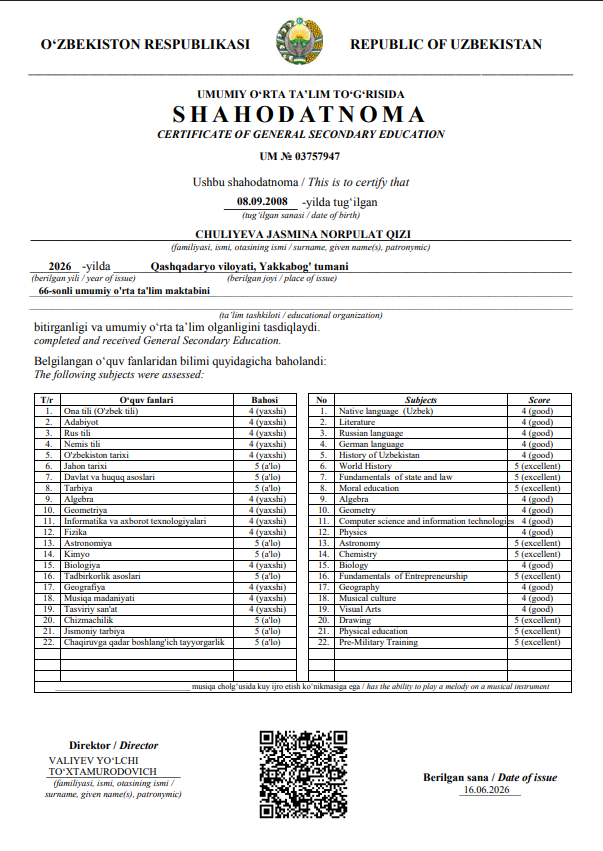 O‘ZBEKISTON RESPUBLIKASI REPUBLIC OF UZBEKISTAN
UMUMIY O‘RTA TA’LIM TO‘G‘RISIDA
SHAHODATNOMA
CERTIFICATE OF GENERAL SECONDARY EDUCATION
UM № 03757947
Ushbu shahodatnoma / This is to certify that
08.09.2008 -yilda tug‘ilgan
(tug‘ilgan sanasi / date of birth)
CHULIYEVA JASMINA NORPULAT QIZI
(familiyasi, ismi, otasining ismi / surname, given name(s), patronymic)
2026 -yilda Qashqadaryo viloyati, Yakkabog' tumani
(berilgan yili / year of issue) (berilgan joyi / place of issue)
66-sonli umumiy o'rta ta'lim maktabini
(ta’lim tashkiloti / educational organization)
bitirganligi va umumiy o‘rta ta’lim olganligini tasdiqlaydi.
completed and received General Secondary Education.
Belgilangan o‘quv fanlaridan bilimi quyidagicha baholandi:
The following subjects were assessed:
T/r O‘quv fanlari Bahosi No Subjects Score
1. Ona tili (O'zbek tili) 4 (yaxshi) 1. Native language (Uzbek) 4 (good)
2. Adabiyot 4 (yaxshi) 2. Literature 4 (good)
3. Rus tili 4 (yaxshi) 3. Russian language 4 (good)
4. Nemis tili 4 (yaxshi) 4. German language 4 (good)
5. O'zbekiston tarixi 4 (yaxshi) 5. History of Uzbekistan 4 (good)
6. Jahon tarixi 5 (a'lo) 6. World History 5 (excellent)
7. Davlat va huquq asoslari 5 (a'lo) 7. Fundamentals of state and law 5 (excellent)
8. Tarbiya 5 (a'lo) 8. Moral education 5 (excellent)
9. Algebra 4 (yaxshi) 9. Algebra 4 (good)
10. Geometriya 4 (yaxshi) 10. Geometry 4 (good)
11. Informatika va axborot texnologiyalari 4 (yaxshi) 11. Computer science and information technologies 4 (good)
12. Fizika 4 (yaxshi) 12. Physics 4 (good)
13. Astronomiya 5 (a'lo) 13. Astronomy 5 (excellent)
14. Kimyo 5 (a'lo) 14. Chemistry 5 (excellent)
15. Biologiya 4 (yaxshi) 15. Biology 4 (good)
16. Tadbirkorlik asoslari 5 (a'lo) 16. Fundamentals of Entrepreneurship 5 (excellent)
17. Geografiya 4 (yaxshi) 17. Geography 4 (good)
18. Musiqa madaniyati 4 (yaxshi) 18. Musical culture 4 (good)
19. Tasviriy san'at 4 (yaxshi) 19. Visual Arts 4 (good)
20. Chizmachilik 5 (a'lo) 20. Drawing 5 (excellent)
21. Jismoniy tarbiya 5 (a'lo) 21. Physical education 5 (excellent)
22. Chaqiruvga qadar boshlang'ich tayyorgarlik 5 (a'lo) 22. Pre-Military Training 5 (excellent)
musiqa cholg‘usida kuy ijro etish ko‘nikmasiga ega / has the ability to play a melody on a musical instrument
Direktor / Director
VALIYEV YO‘LCHI
TO‘XTAMURODOVICH
(familiyasi, ismi, otasining ismi /
surname, given name(s), patronymic)
Berilgan sana / Date of issue
16.06.2026